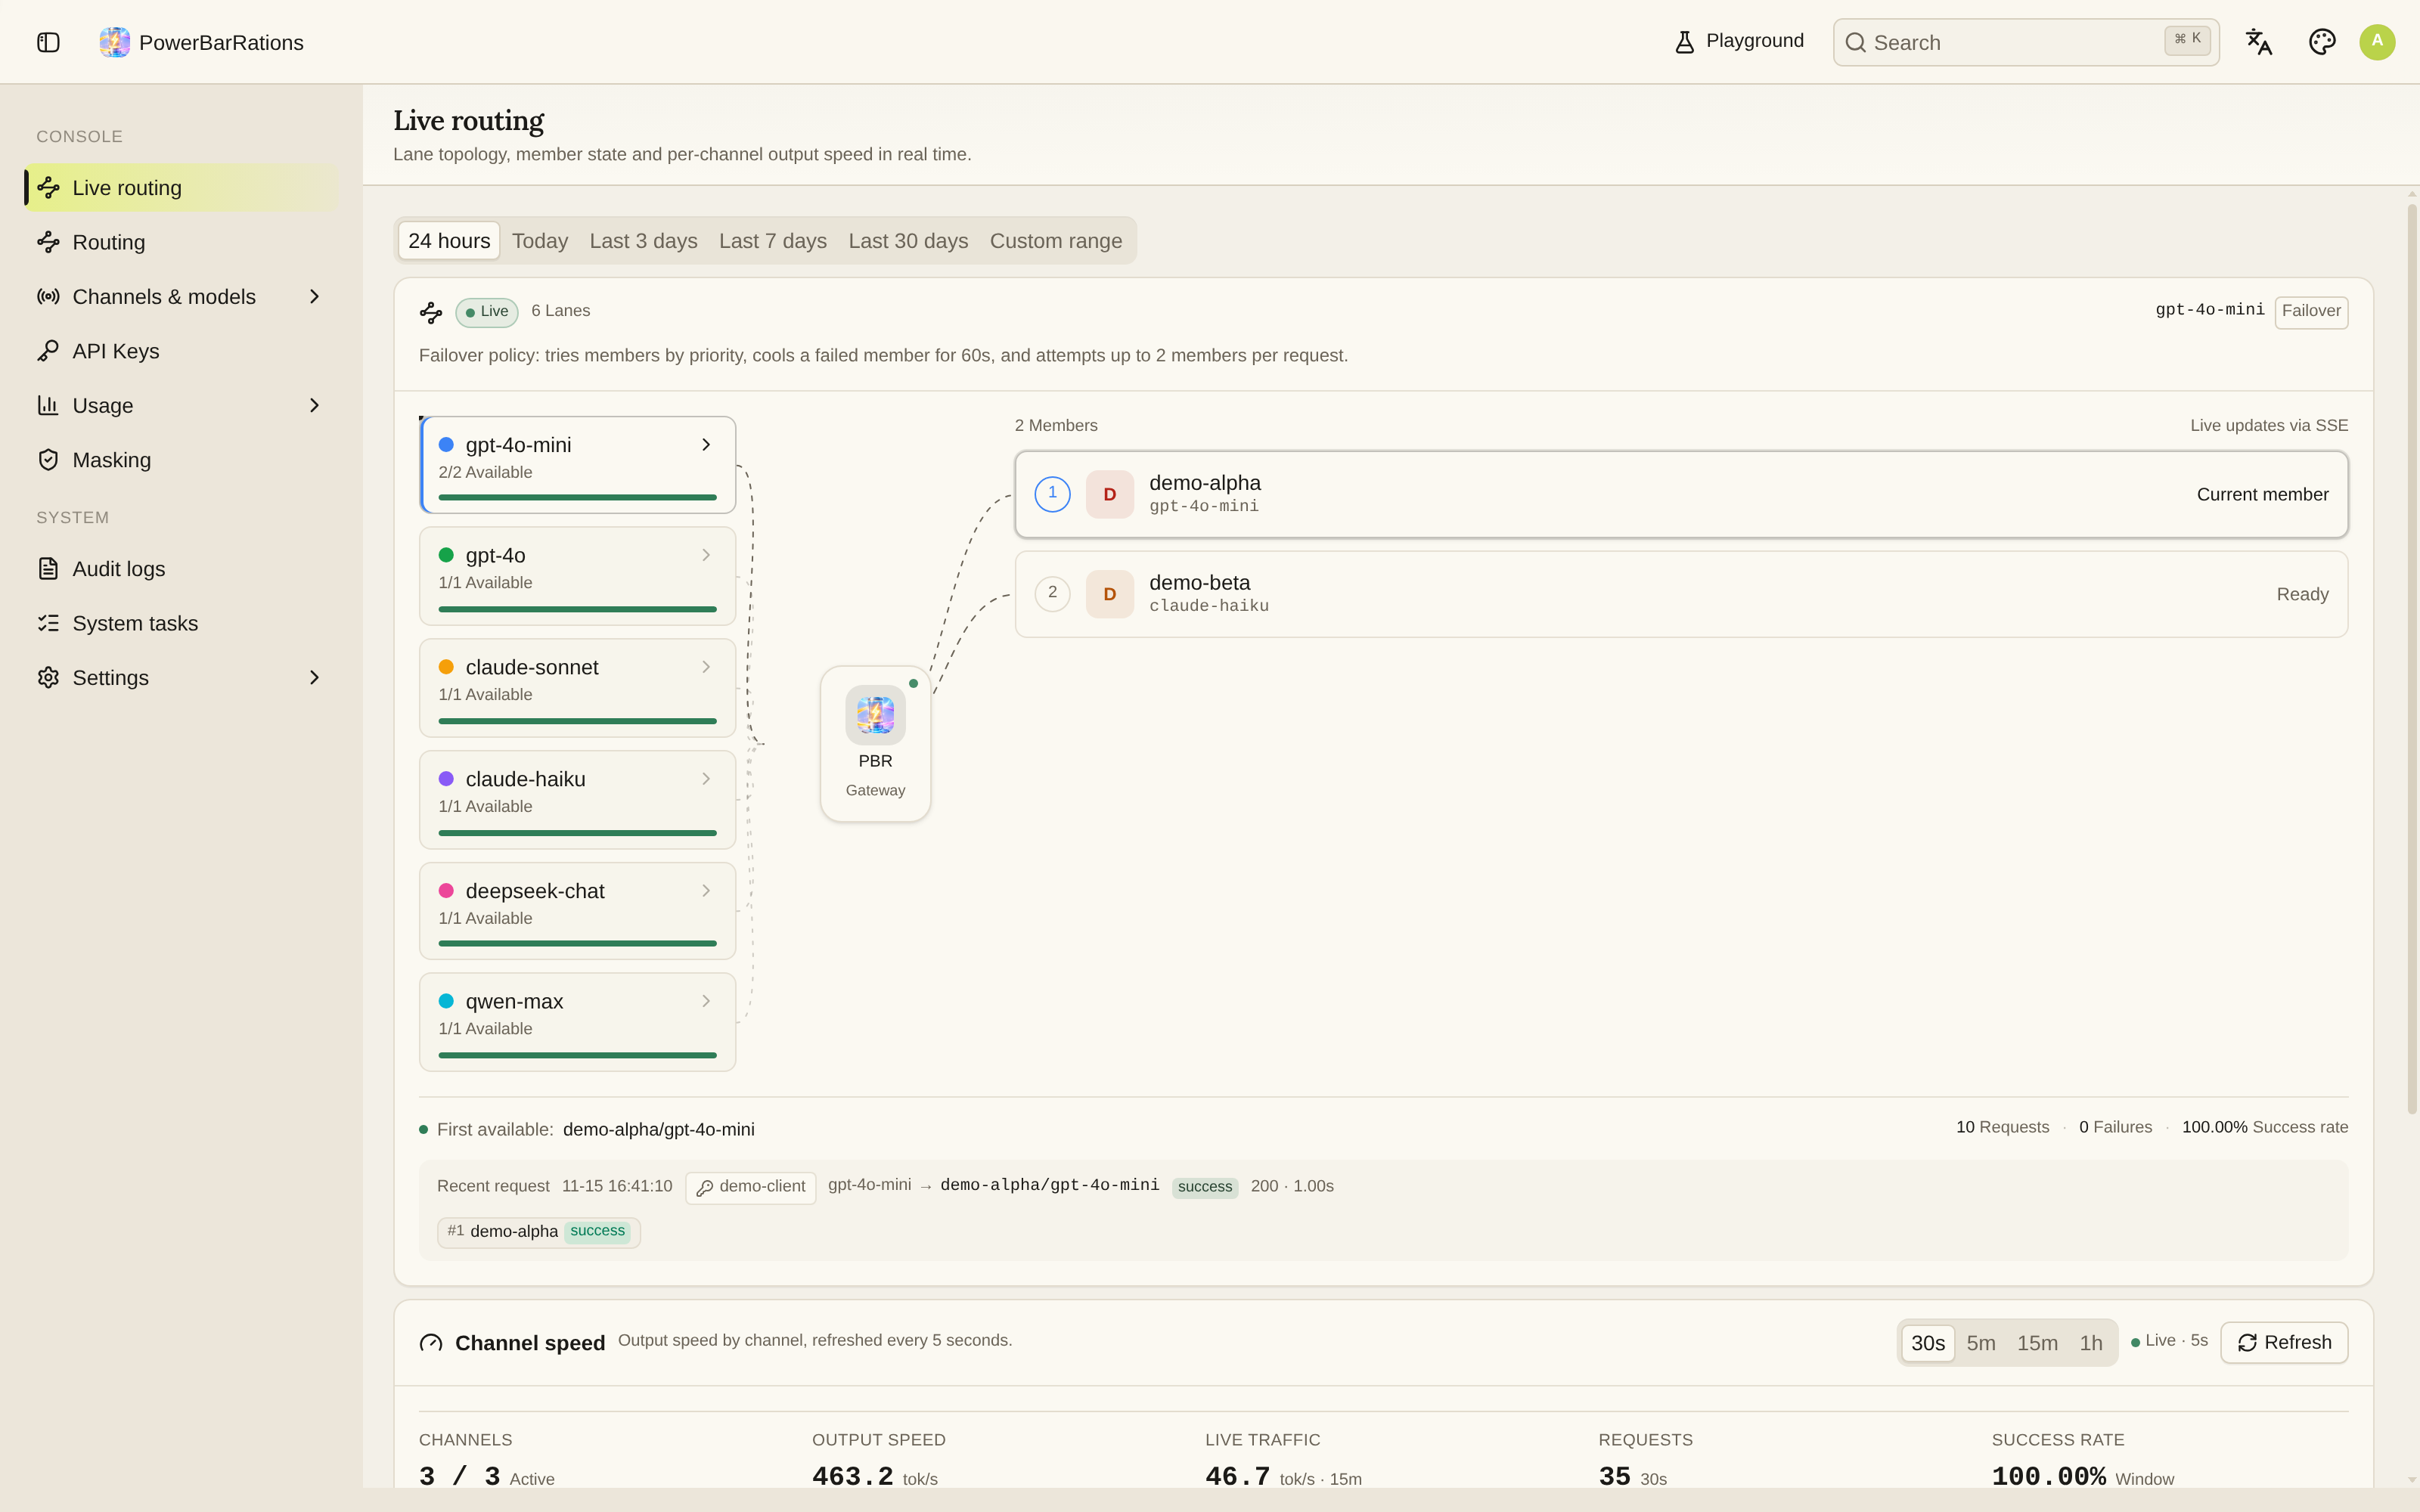 PowerBarRations
Playground
Search
⌘ K
A
CONSOLE
Live routing
Routing
Channels & models
API Keys
Usage
Masking
SYSTEM
Audit logs
System tasks
Settings
Live routing
Lane topology, member state and per-channel output speed in real time.
24 hours Today Last 3 days Last 7 days Last 30 days Custom range
Live 6 Lanes
gpt-4o-mini Failover
Failover policy: tries members by priority, cools a failed member for 60s, and attempts up to 2 members per request.
gpt-4o-mini
2/2 Available
gpt-4o
1/1 Available
claude-sonnet
1/1 Available
claude-haiku
1/1 Available
deepseek-chat
1/1 Available
qwen-max
1/1 Available
PBR
Gateway
2 Members
Live updates via SSE
1 D demo-alpha
gpt-4o-mini
Current member
2 D demo-beta
claude-haiku
Ready
First available: demo-alpha/gpt-4o-mini
10 Requests · 0 Failures · 100.00% Success rate
Recent request 11-15 16:41:10 demo-client gpt-4o-mini → demo-alpha/gpt-4o-mini success 200 · 1.00s
#1 demo-alpha success
Channel speed Output speed by channel, refreshed every 5 seconds.
30s 5m 15m 1h
Live · 5s
Refresh
CHANNELS
3 / 3 Active
OUTPUT SPEED
463.2 tok/s
LIVE TRAFFIC
46.7 tok/s · 15m
REQUESTS
35 30s
SUCCESS RATE
100.00% Window